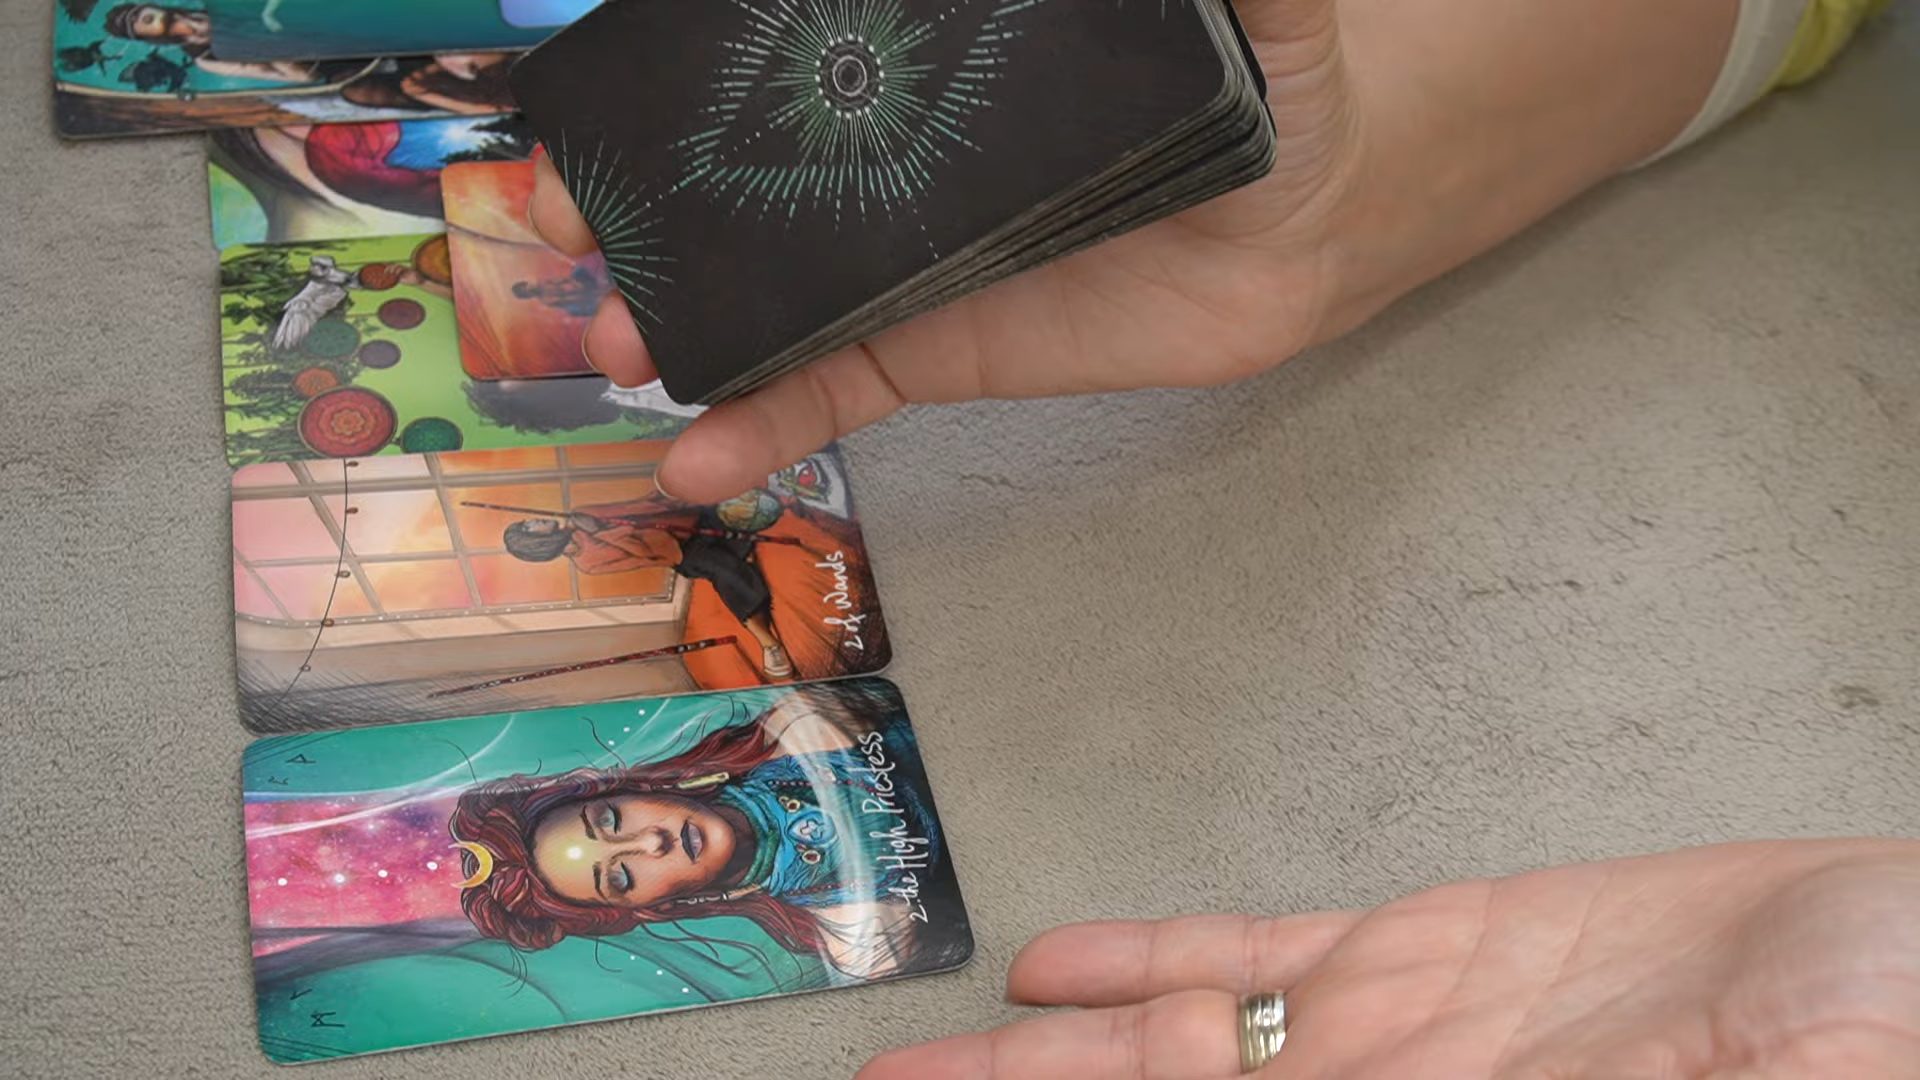 2 of Wands
2. the High Priestess